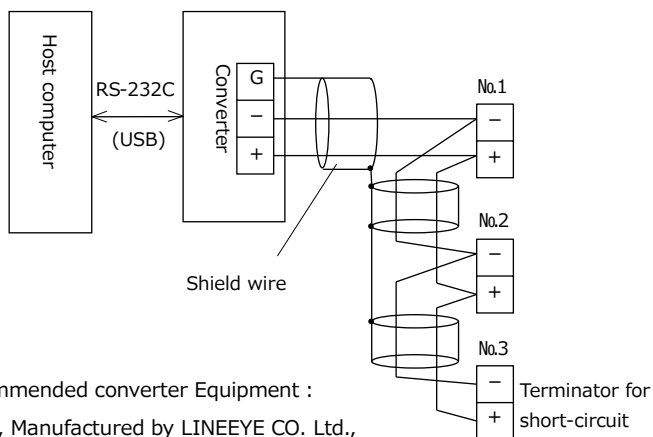 Host computer
RS-232C
(USB)
Converter
G
−
+
Shield wire
No.1
−
+
No.2
−
+
No.3
−
+
Terminator for
short-circuit
Equipment :
converter
, Manufactured by LINEEYE CO. Ltd.,